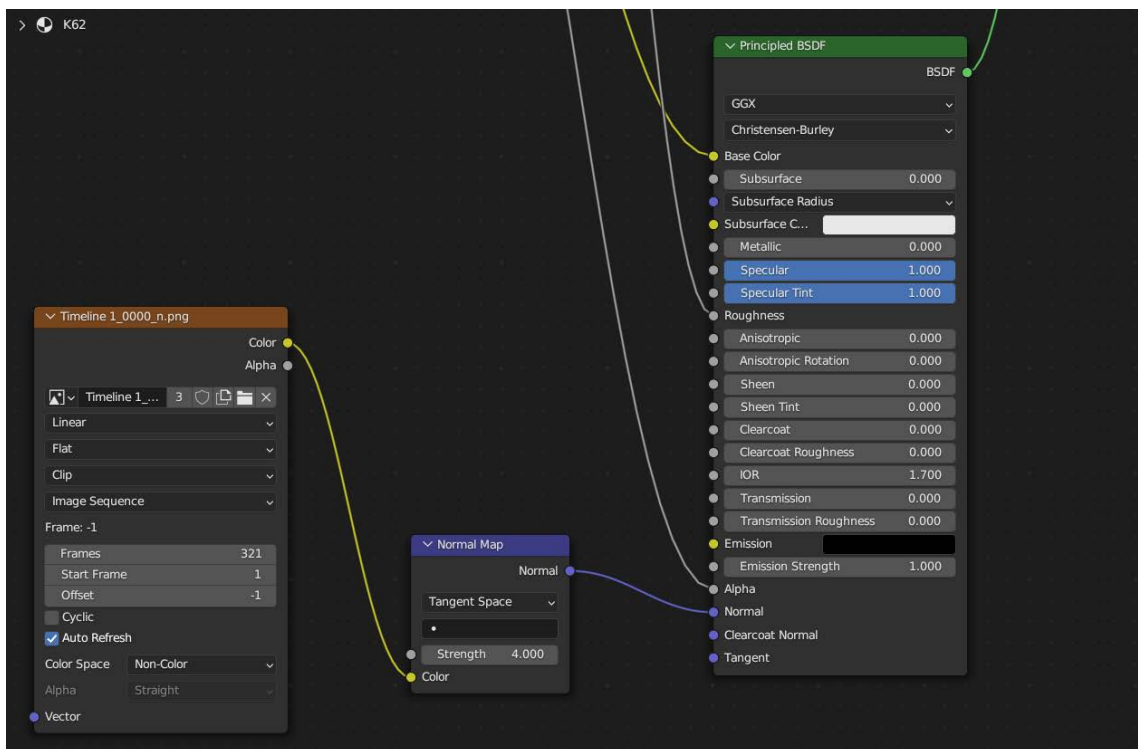 K62
Timeline 1_0000_n.png
Color
Alpha
Timeline 1_... 3
Linear
Flat
Clip
Image Sequence
Frame: -1
Frames 321
Start Frame 1
Offset -1
Cyclic
Auto Refresh
Color Space Non-Color
Alpha Straight
Vector
Normal Map
Normal
Tangent Space
Strength 4.000
Color
Principled BSDF
BSDF
GGX
Christensen-Burley
Base Color
Subsurface 0.000
Subsurface Radius
Subsurface C...
Metallic 0.000
Specular 1.000
Specular Tint 1.000
Roughness
Anisotropic 0.000
Anisotropic Rotation 0.000
Sheen 0.000
Sheen Tint 0.000
Clearcoat 0.000
Clearcoat Roughness 0.000
IOR 1.700
Transmission 0.000
Transmission Roughness 0.000
Emission
Emission Strength 1.000
Alpha
Normal
Clearcoat Normal
Tangent